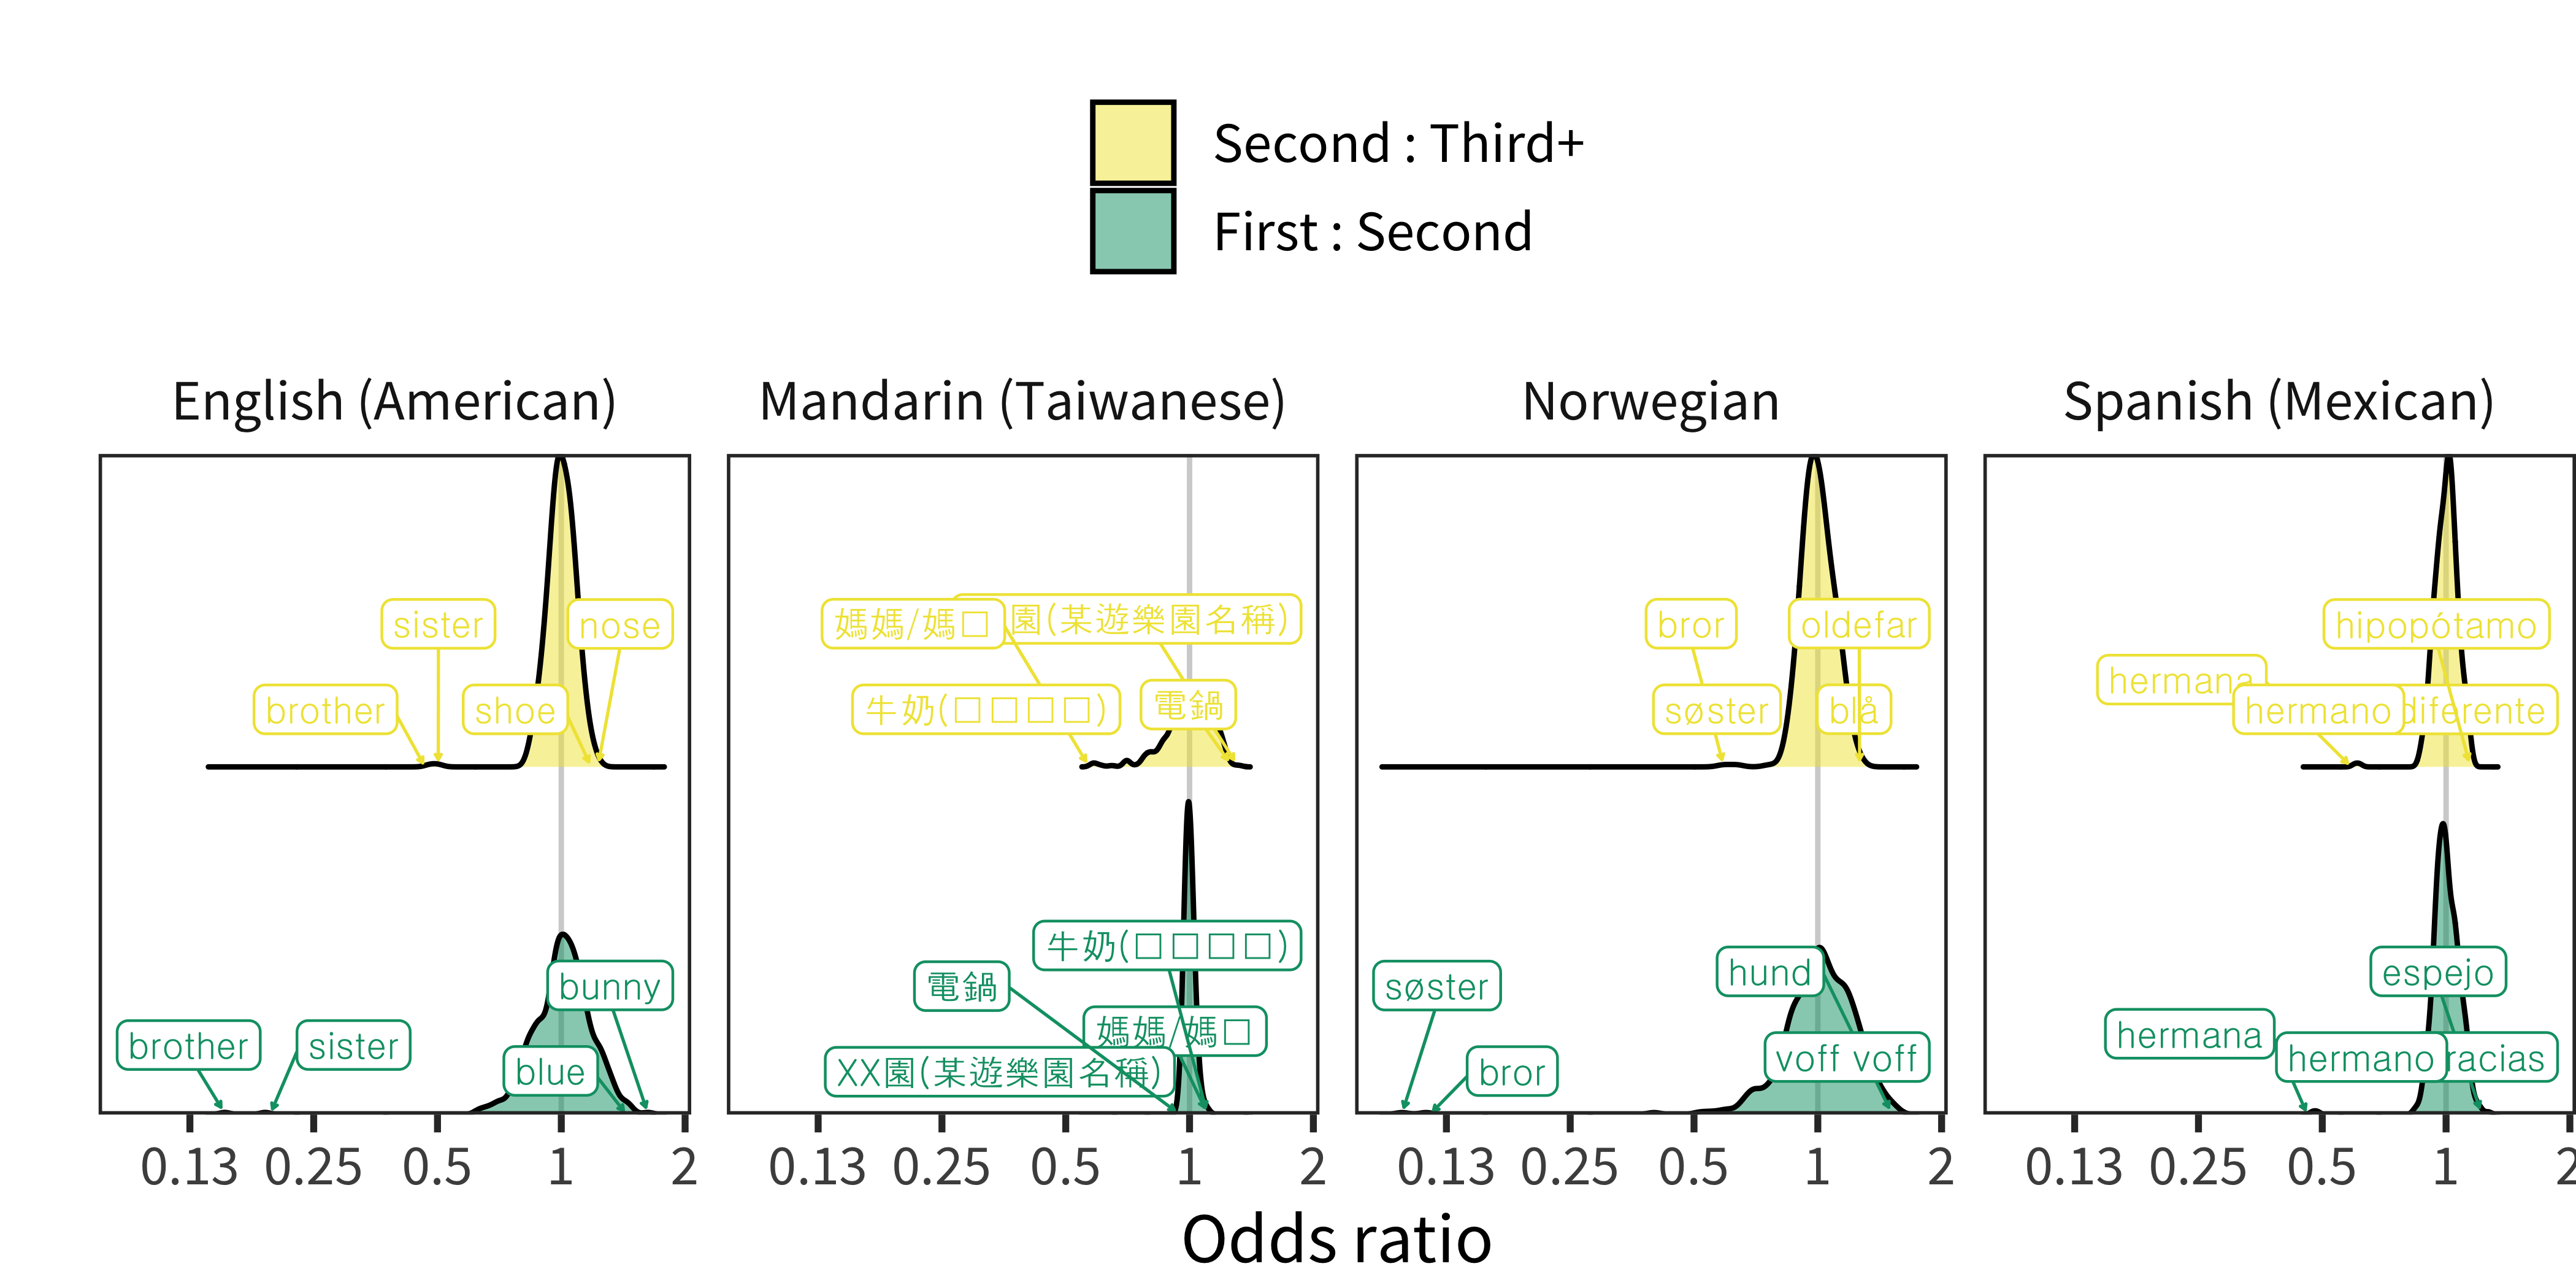 Second : Third+
First : Second
English (American)
Mandarin (Taiwanese)
Norwegian
Spanish (Mexican)
sister
nose
brother
shoe
bunny
brother
sister
blue
0.13 0.25 0.5 1 2
媽媽/媽□
園(某遊樂園名稱)
牛奶(□□□□)
電鍋
牛奶(□□□□)
電鍋
媽媽/媽□
XX園(某遊樂園名稱)
0.13 0.25 0.5 1 2
bror
oldefar
søster
blå
hund
søster
voff voff
bror
0.13 0.25 0.5 1 2
hipopótamo
hermana
hermano
diferente
espejo
hermana
hermano
racias
0.13 0.25 0.5 1 2
Odds ratio